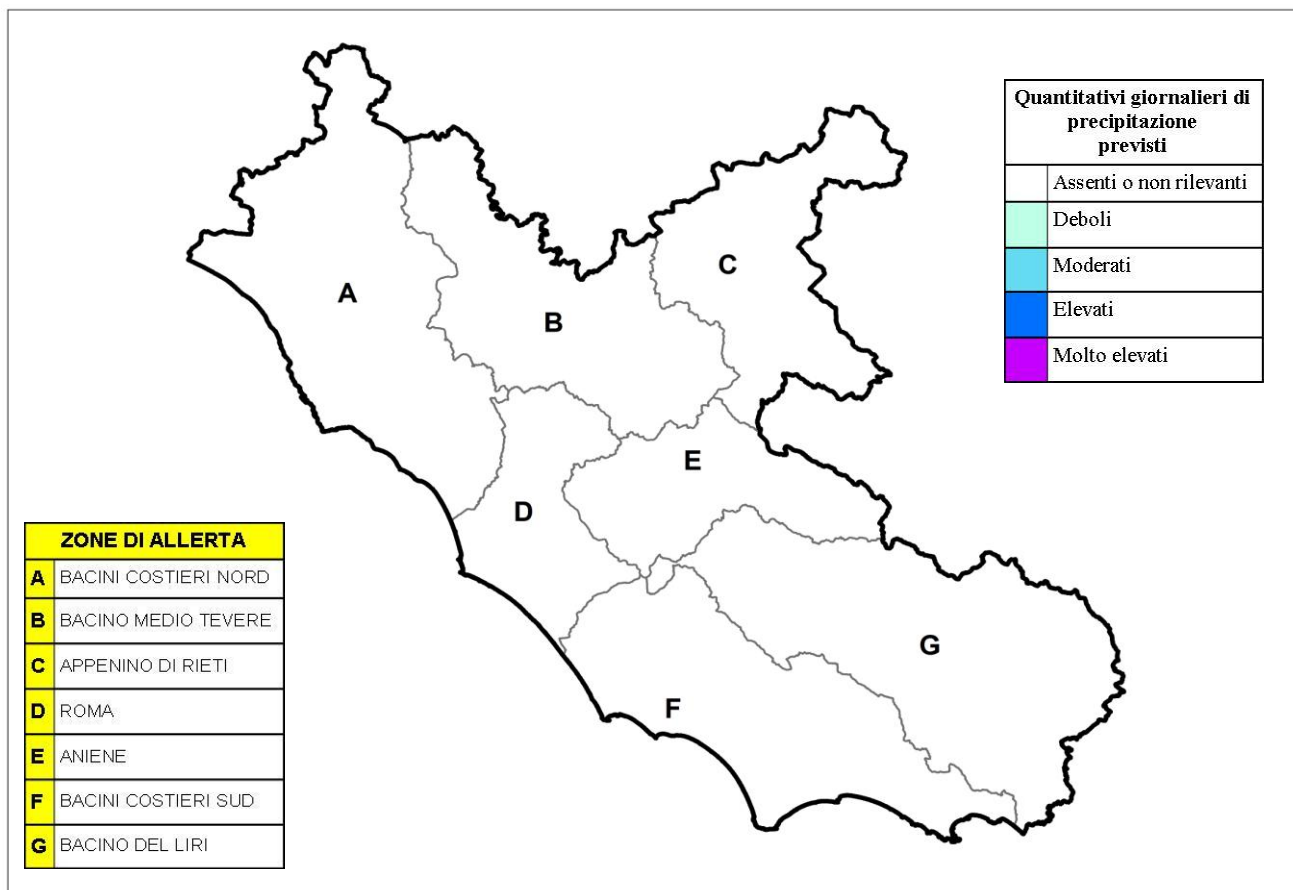 Quantitativi giornalieri di
precipitazione
previsti
Assenti o non rilevanti
Deboli
Moderati
Elevati
Molto elevati
A
B
C
D
E
F
G
ZONE DI ALLERTA
A BACINI COSTIERI NORD
B BACINO MEDIO TEVERE
C APPENINO DI RIETI
D ROMA
E ANIENE
F BACINI COSTIERI SUD
G BACINO DEL LIRI